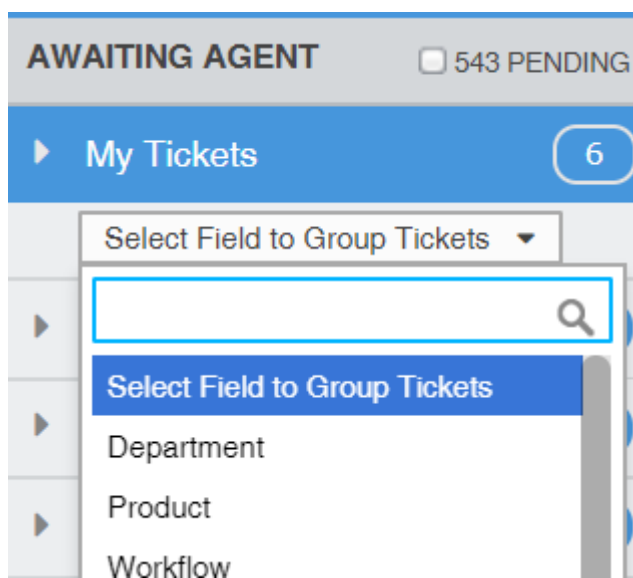 AWAITING AGENT 543 PENDING
My Tickets 6
Select Field to Group Tickets
Select Field to Group Tickets
Department
Product
Workflow